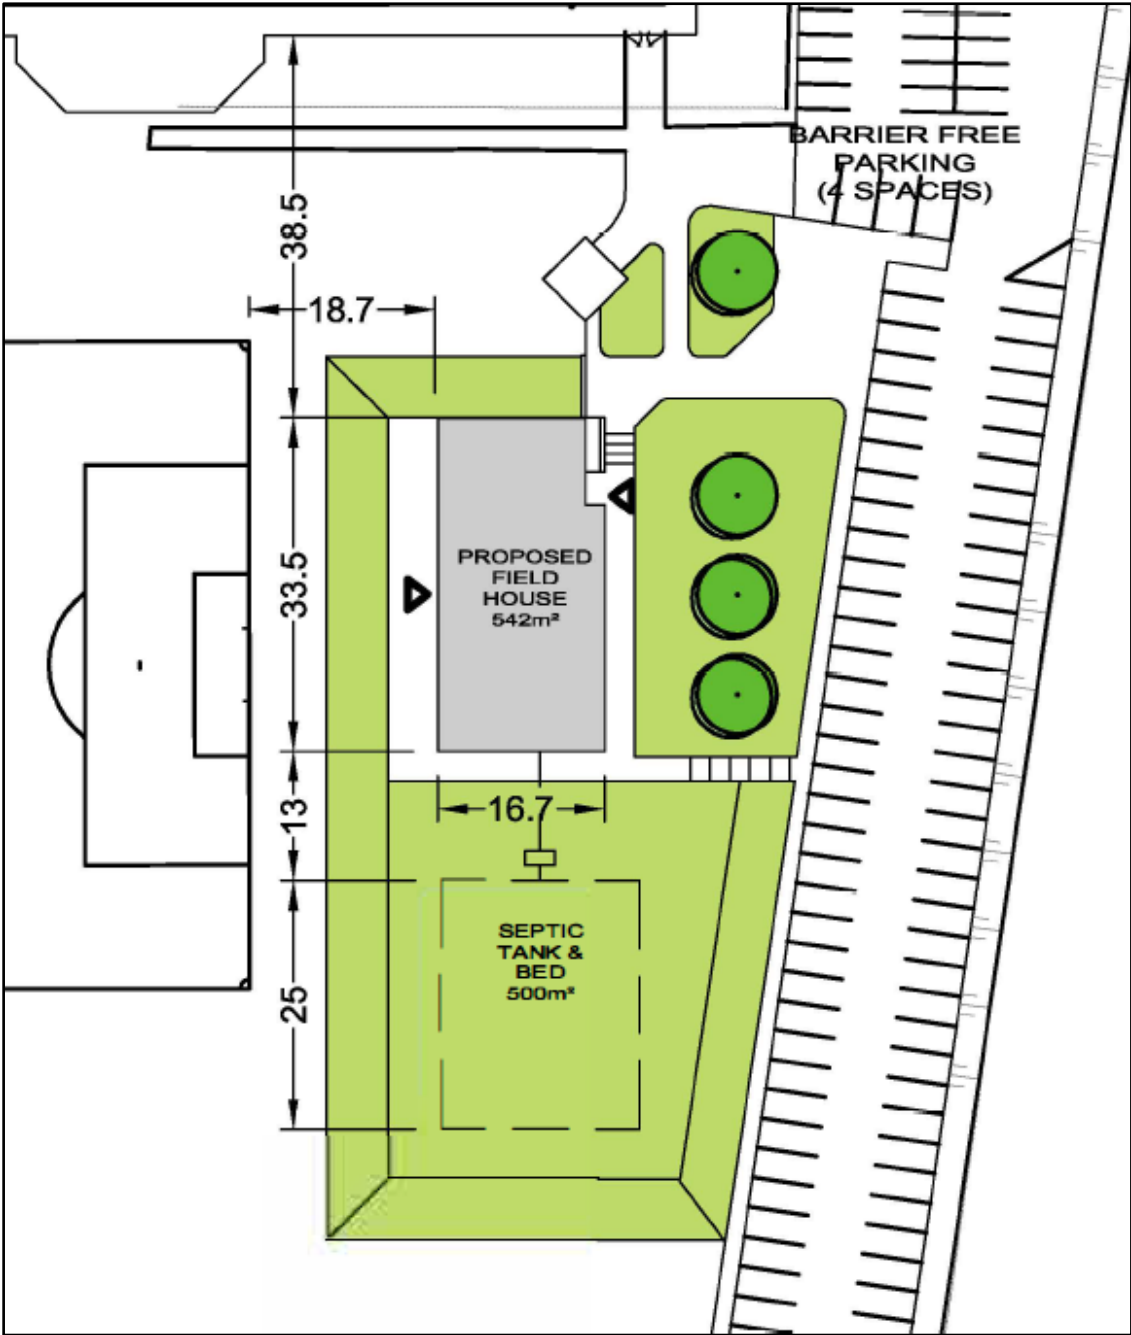 BARRIER FREE
PARKING
(4 SPACES)
38.5
18.7
33.5
PROPOSED
FIELD
HOUSE
542m²
13
16.7
25
SEPTIC
TANK &
BED
500m²